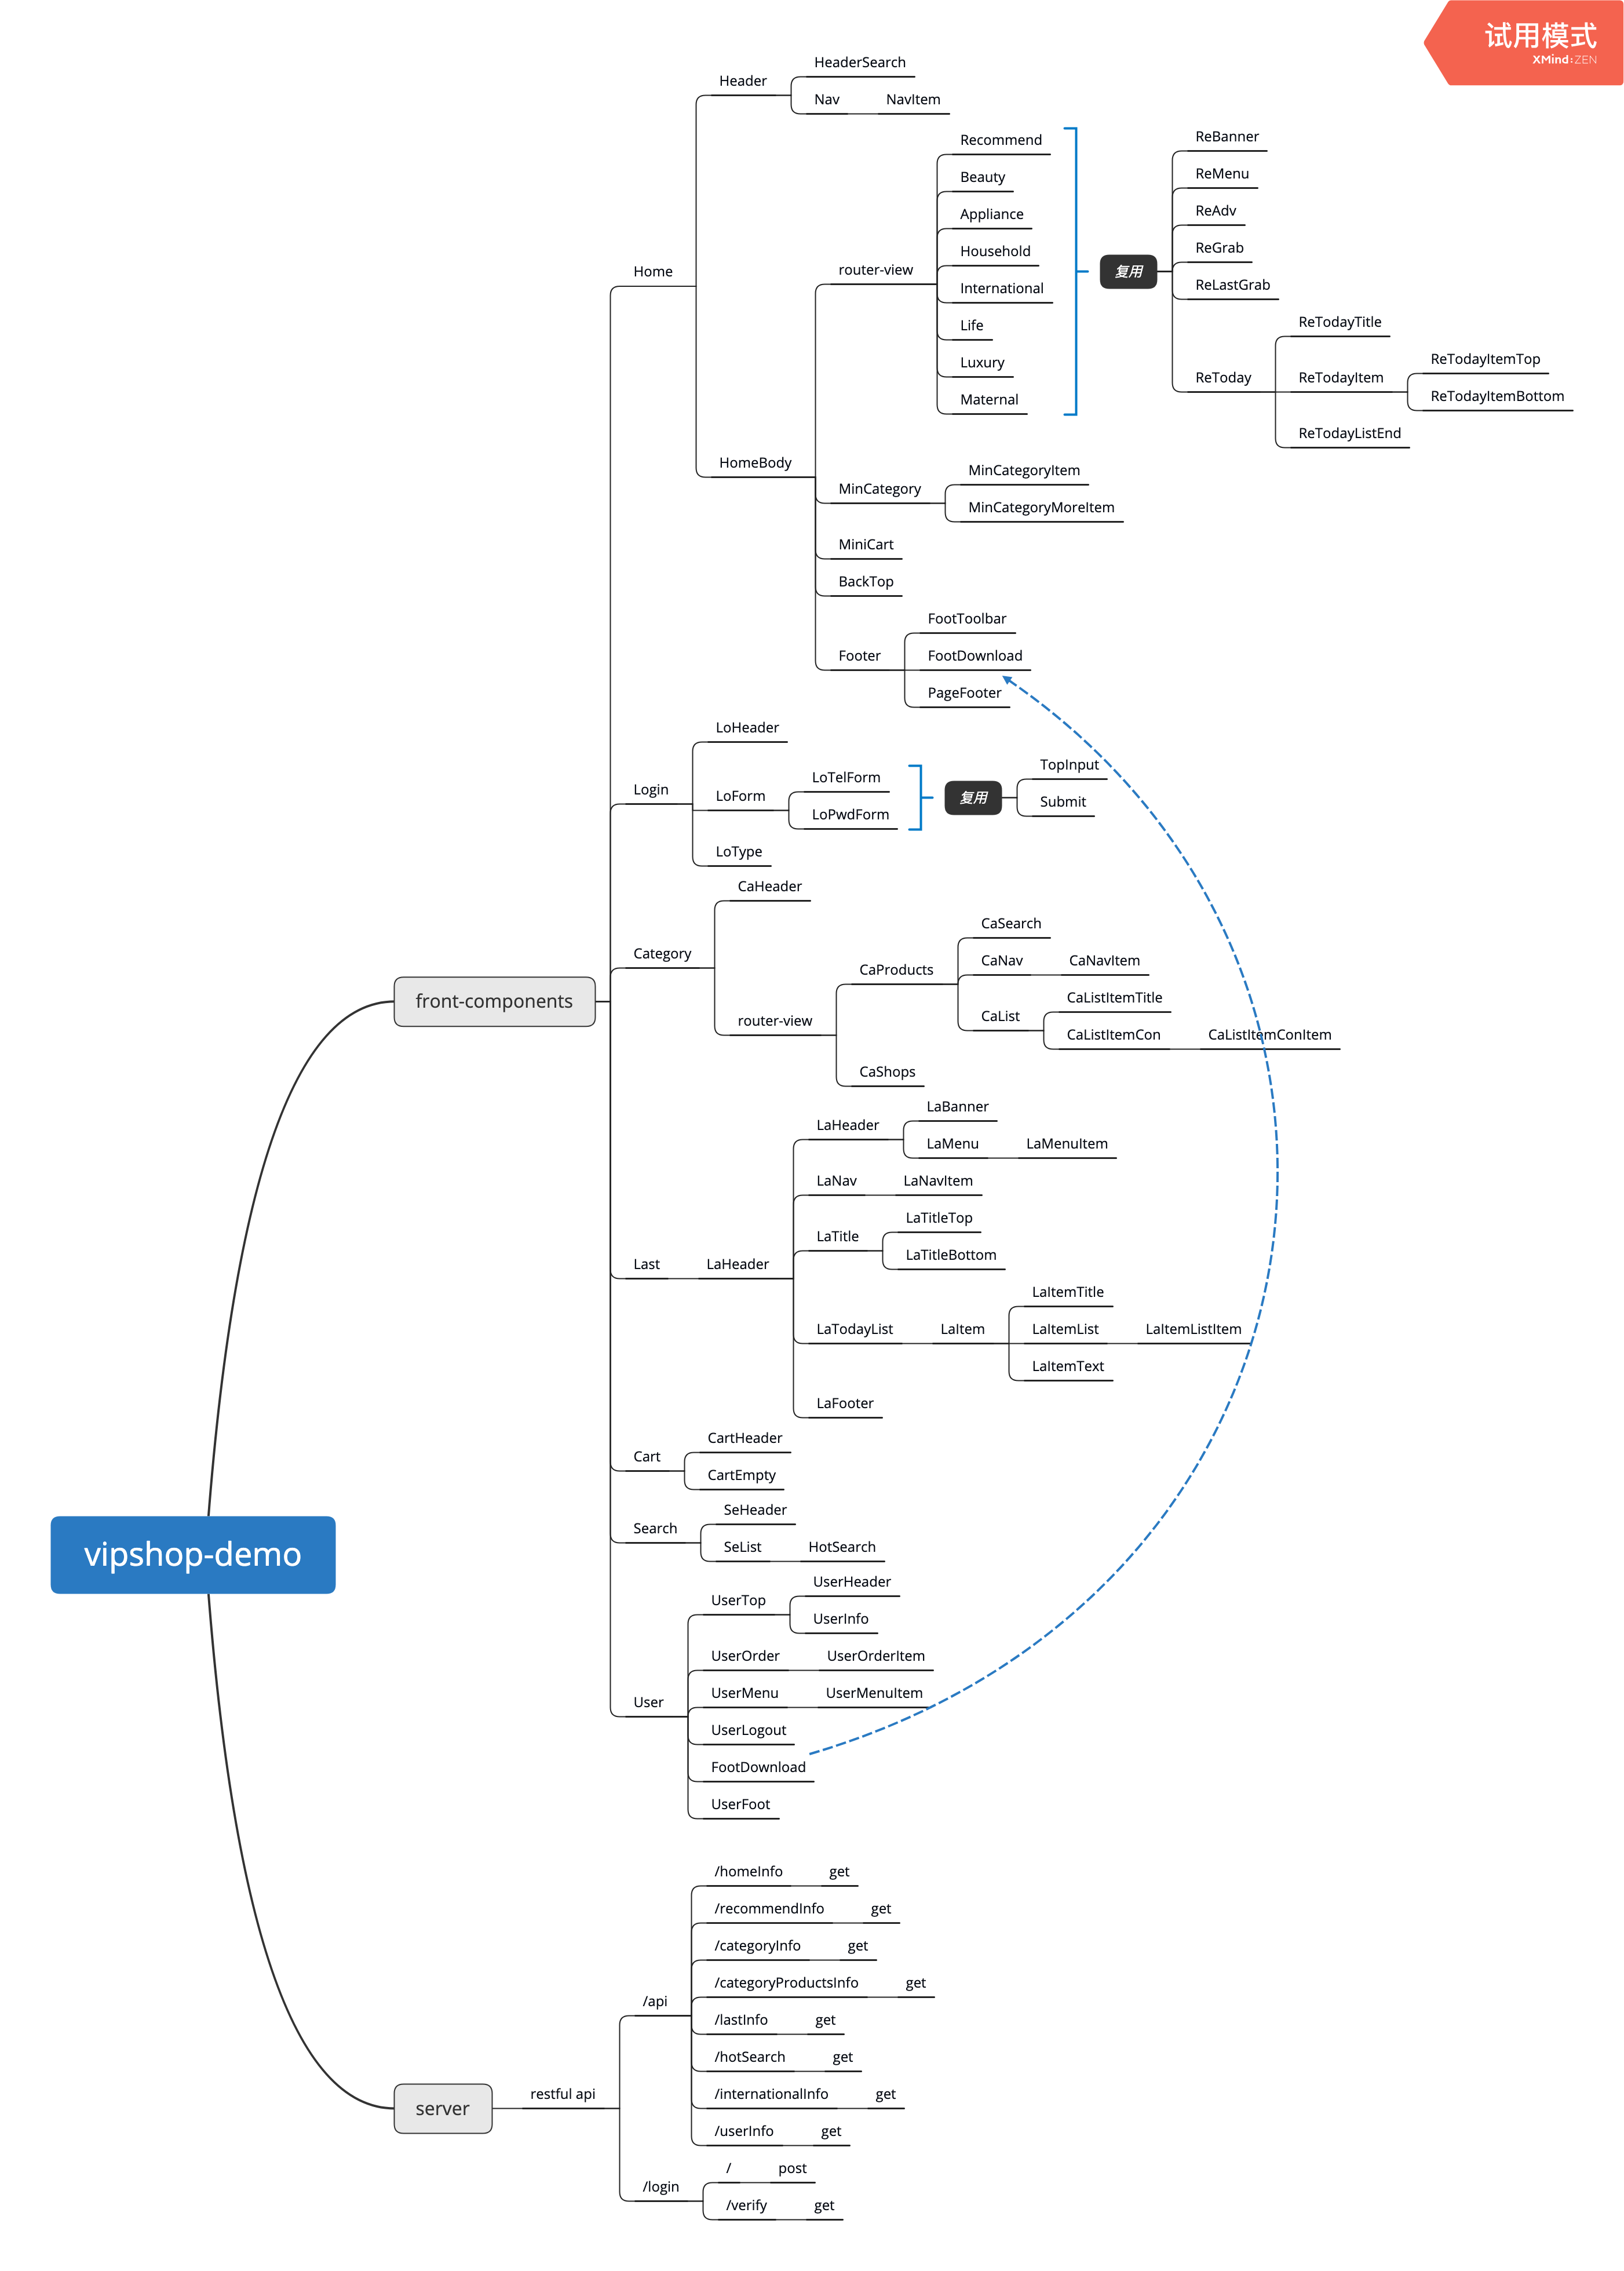 试用模式
XMind:ZEN
vipshop-demo
front-components
Home
Header
HeaderSearch
Nav
NavItem
HomeBody
router-view
Recommend
Beauty
Appliance
Household
International
Life
Luxury
Maternal
复用
ReBanner
ReMenu
ReAdv
ReGrab
ReLastGrab
ReToday
ReTodayTitle
ReTodayItem
ReTodayItemTop
ReTodayItemBottom
ReTodayListEnd
MinCategory
MinCategoryItem
MinCategoryMoreItem
MiniCart
BackTop
Footer
FootToolbar
FootDownload
PageFooter
Login
LoHeader
LoForm
LoTelForm
LoPwdForm
复用
TopInput
Submit
LoType
Category
CaHeader
router-view
CaProducts
CaSearch
CaNav
CaNavItem
CaList
CaListItemTitle
CaListItemCon
CaListItemConItem
CaShops
Last
LaHeader
LaHeader
LaBanner
LaMenu
LaMenuItem
LaNav
LaNavItem
LaTitle
LaTitleTop
LaTitleBottom
LaTodayList
LaItem
LaItemTitle
LaItemList
LaItemListItem
LaItemText
LaFooter
Cart
CartHeader
CartEmpty
Search
SeHeader
SeList
HotSearch
User
UserTop
UserHeader
UserInfo
UserOrder
UserOrderItem
UserMenu
UserMenuItem
UserLogout
FootDownload
UserFoot
server
restful api
/api
/homeInfo
get
/recommendInfo
get
/categoryInfo
get
/categoryProductsInfo
get
/lastInfo
get
/hotSearch
get
/internationalInfo
get
/userInfo
get
/login
/
post
/verify
get